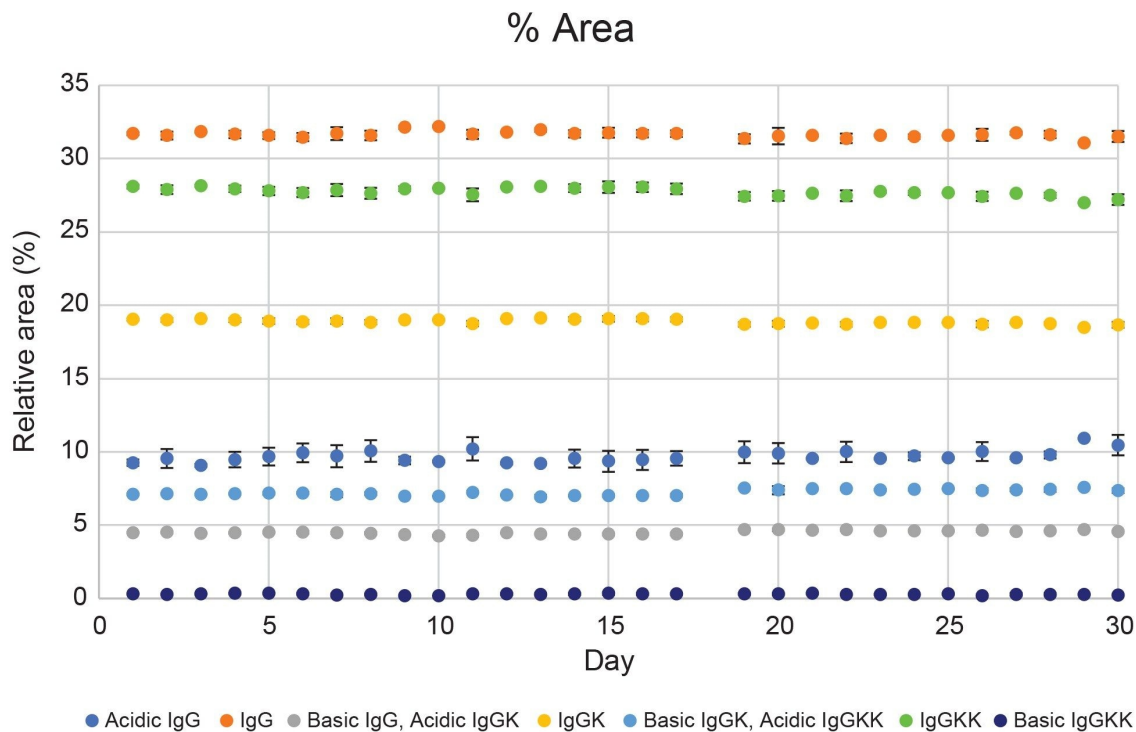 % Area
35
30
25
20
15
10
5
0
Relative area (%)
0 5 10 15 20 25 30
Day
Acidic IgG IgG Basic IgG, Acidic IgGK IgGK Basic IgGK, Acidic IgGKK IgGKK Basic IgGKK